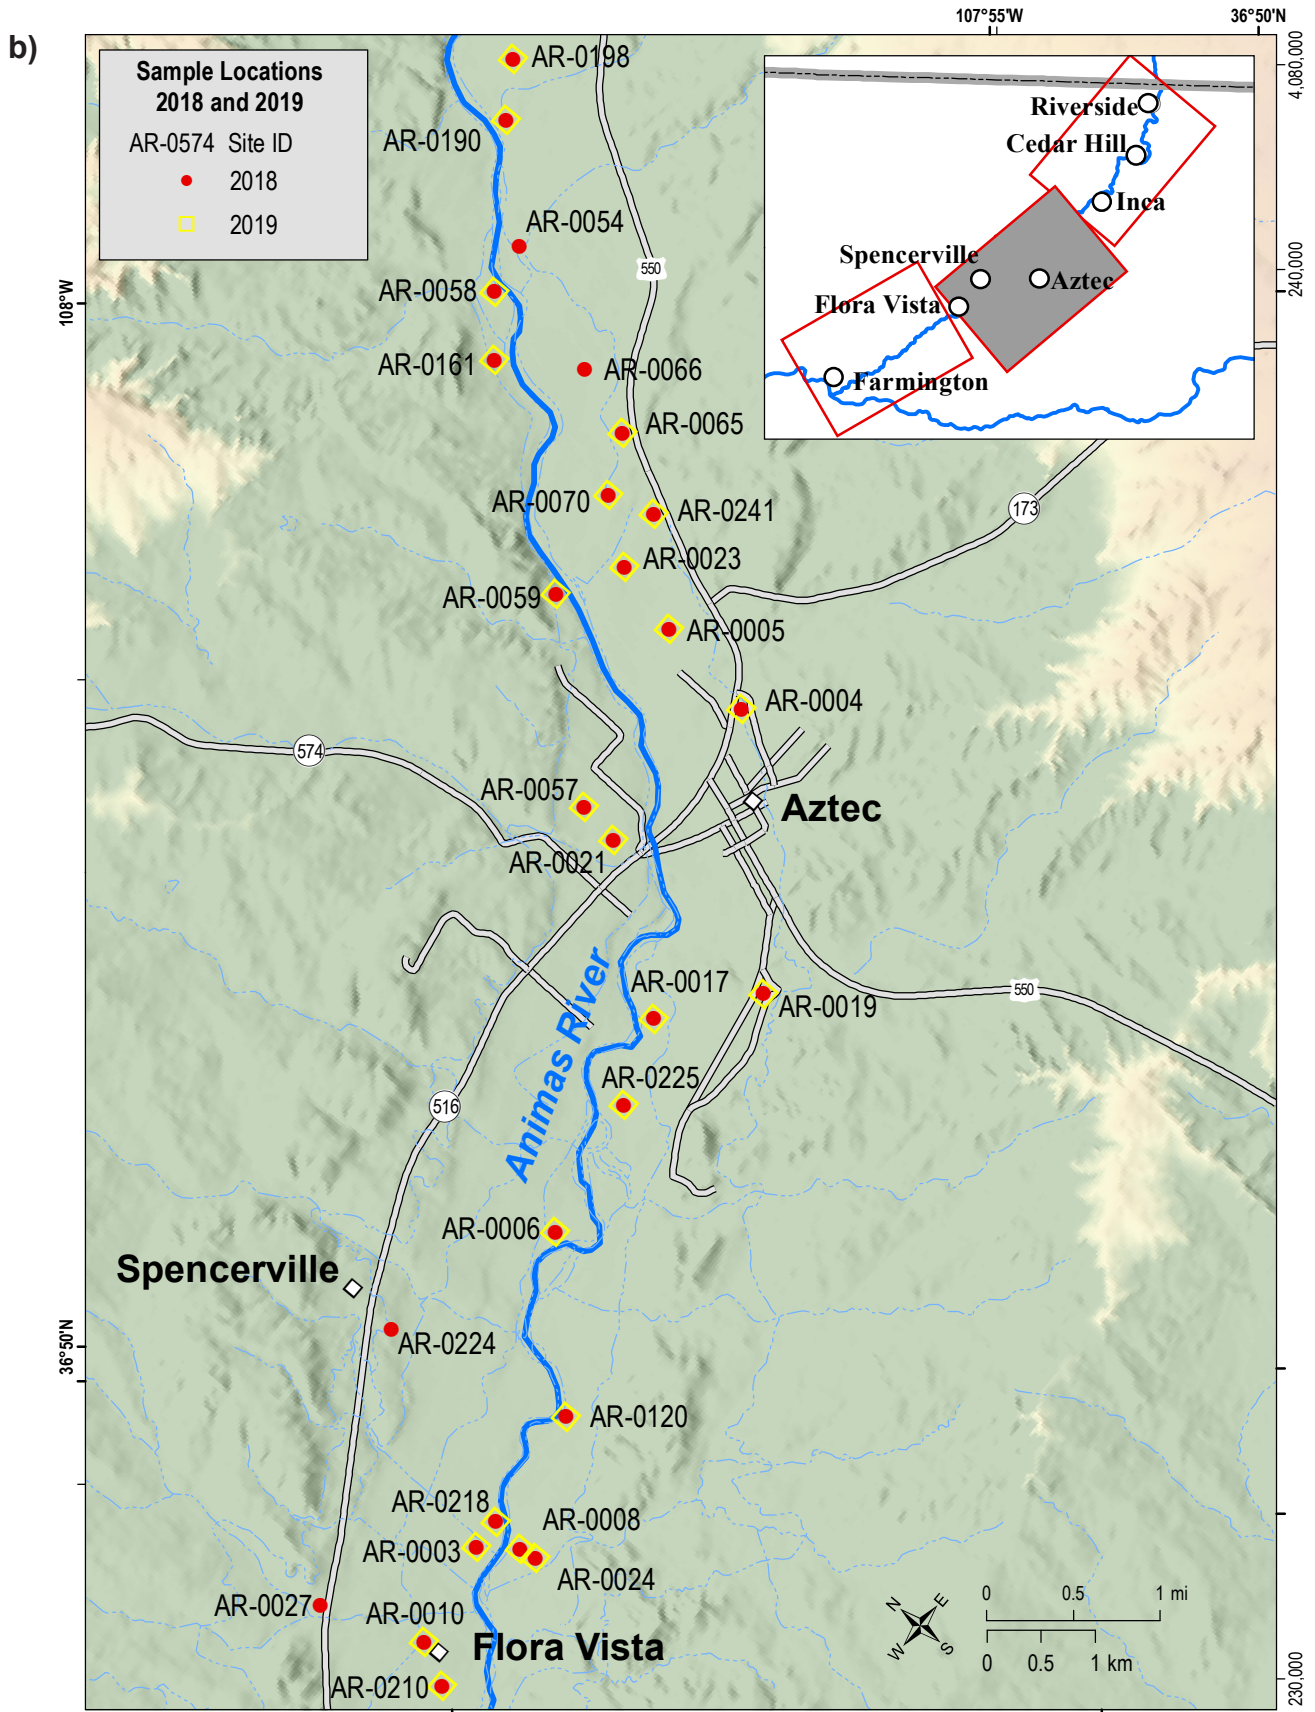 b)
107°55'W
36°50'N
4,080,000
240,000
230,000
108°W
36°50'N
Sample Locations
2018 and 2019
AR-0574 Site ID
2018
2019
Riverside
Cedar Hill
Inca
Spencerville
Aztec
Flora Vista
Farmington
AR-0198
AR-0190
AR-0054
550
AR-0058
AR-0161
AR-0066
AR-0065
AR-0070
AR-0241
173
AR-0023
AR-0059
AR-0005
AR-0004
574
AR-0057
Aztec
AR-0021
AR-0017
AR-0019
550
Animas River
AR-0225
516
AR-0006
Spencerville
AR-0224
AR-0120
AR-0218
AR-0008
AR-0003
AR-0024
AR-0027
AR-0010
Flora Vista
AR-0210
N
E
W
S
0 0.5 1 mi
0 0.5 1 km